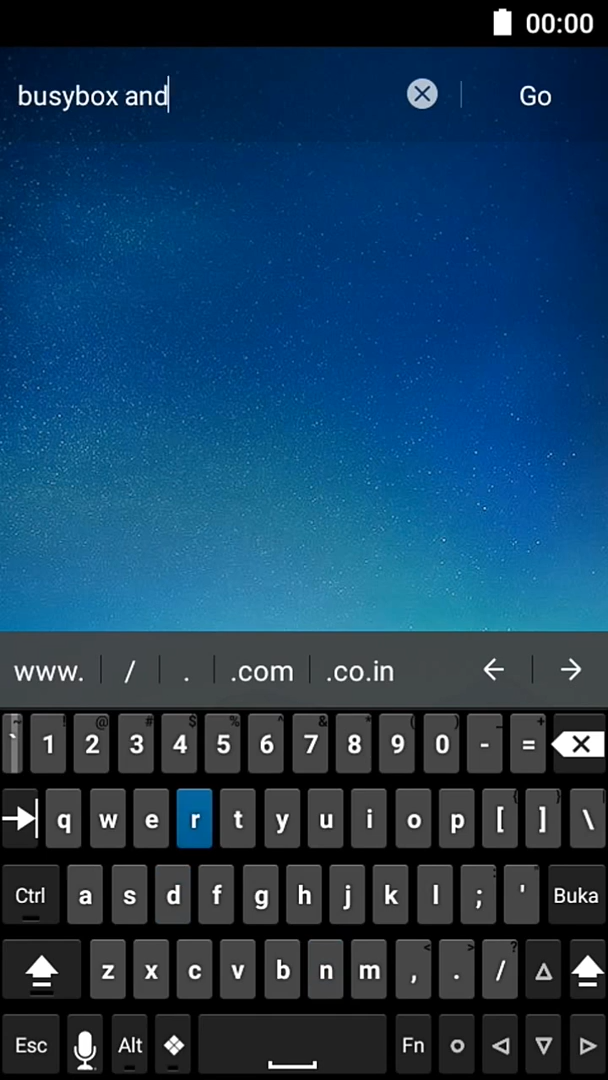 00:00
busybox and Go
www. / . .com .co.in
~ ! @ # $ % ^ & * ( ) _ +
` 1 2 3 4 5 6 7 8 9 0 - =
{ }
q w e r t y u i o p [ ] \
: "
Ctrl a s d f g h j k l ; ' Buka
< > ?
z x c v b n m , . /
Esc Alt Fn